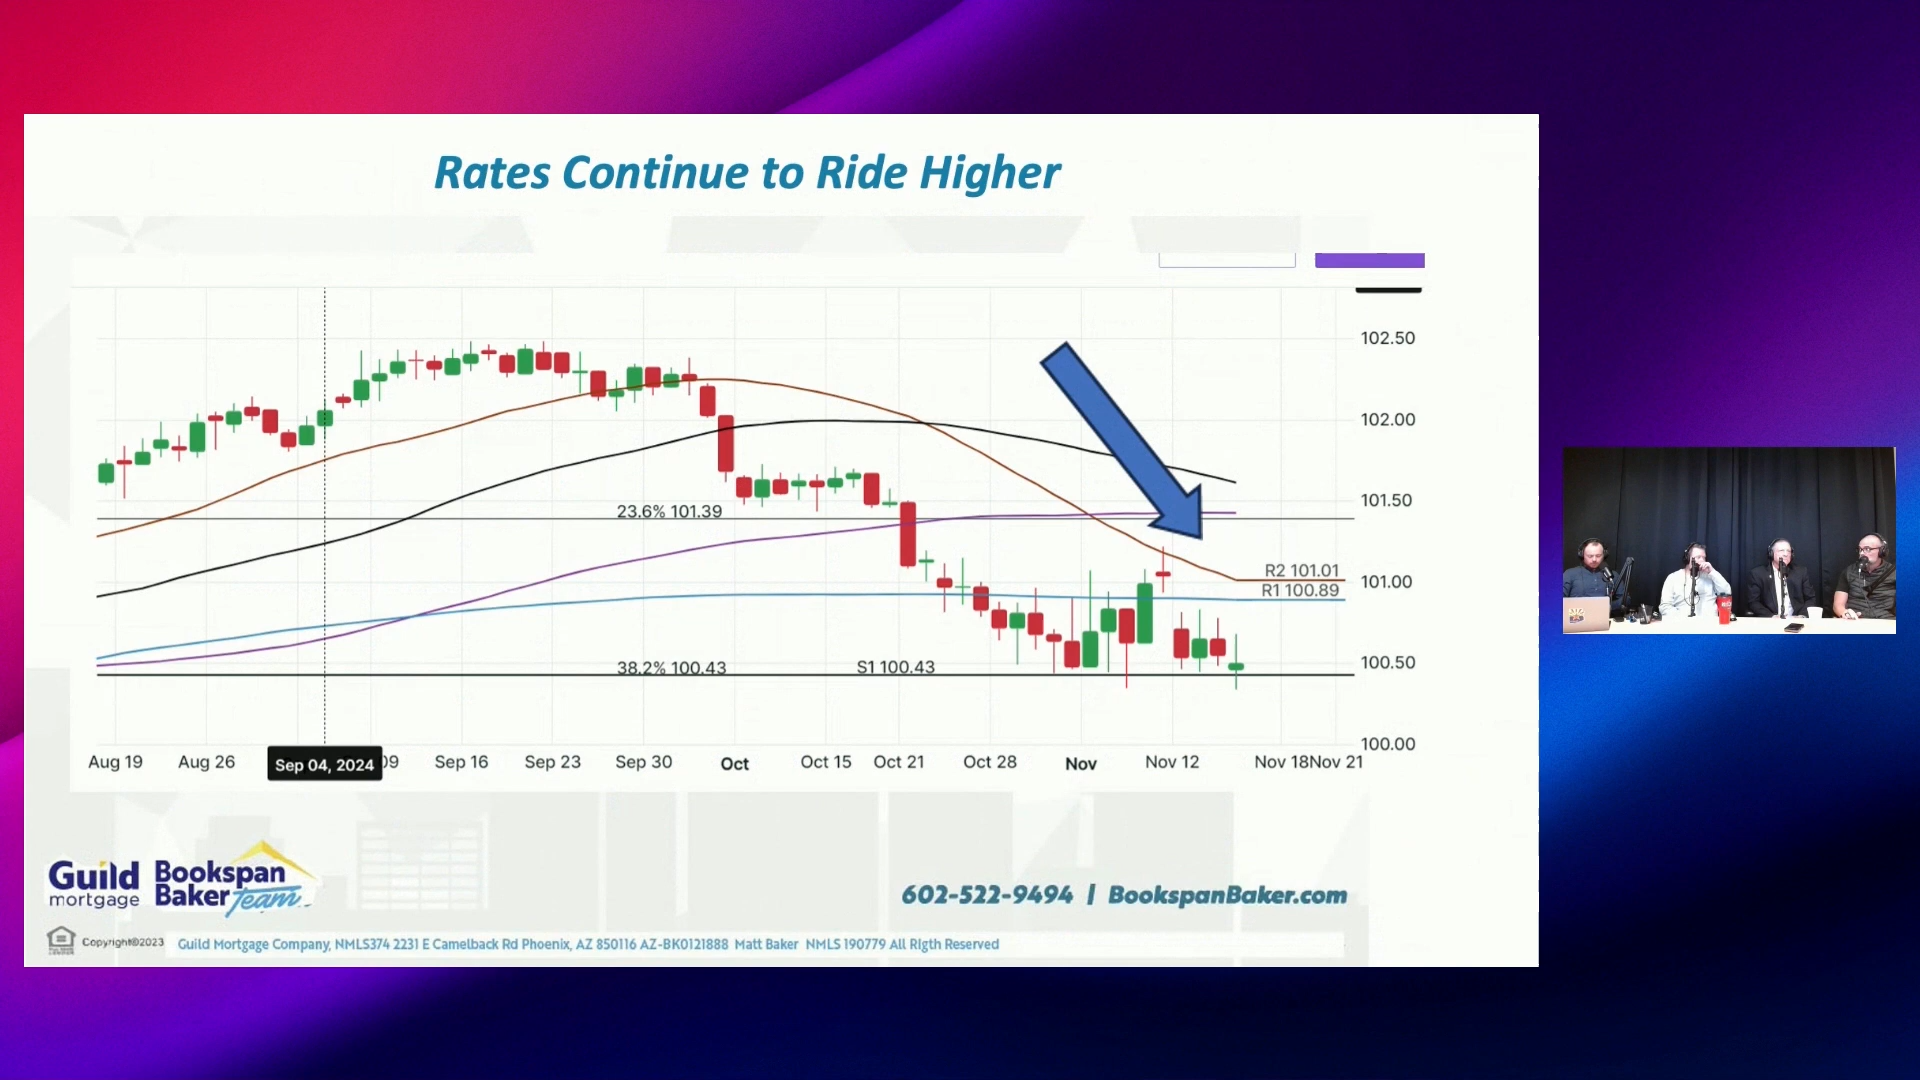 Rates Continue to Ride Higher
102.50
102.00
101.50
23.6% 101.39
R2 101.01
101.00
R1 100.89
38.2% 100.43
S1 100.43
100.50
100.00
Aug 19 Aug 26 Sep 04, 2024 09 Sep 16 Sep 23 Sep 30 Oct Oct 15 Oct 21 Oct 28 Nov Nov 12 Nov 18 Nov 21
Guild
mortgage
Bookspan
Baker
Team
602-522-9494 | BookspanBaker.com
Copyright©2023
Guild Mortgage Company, NMLS374 2231 E Camelback Rd Phoenix, AZ 850116 AZ-BK0121888 Matt Baker NMLS 190779 All Rigth Reserved